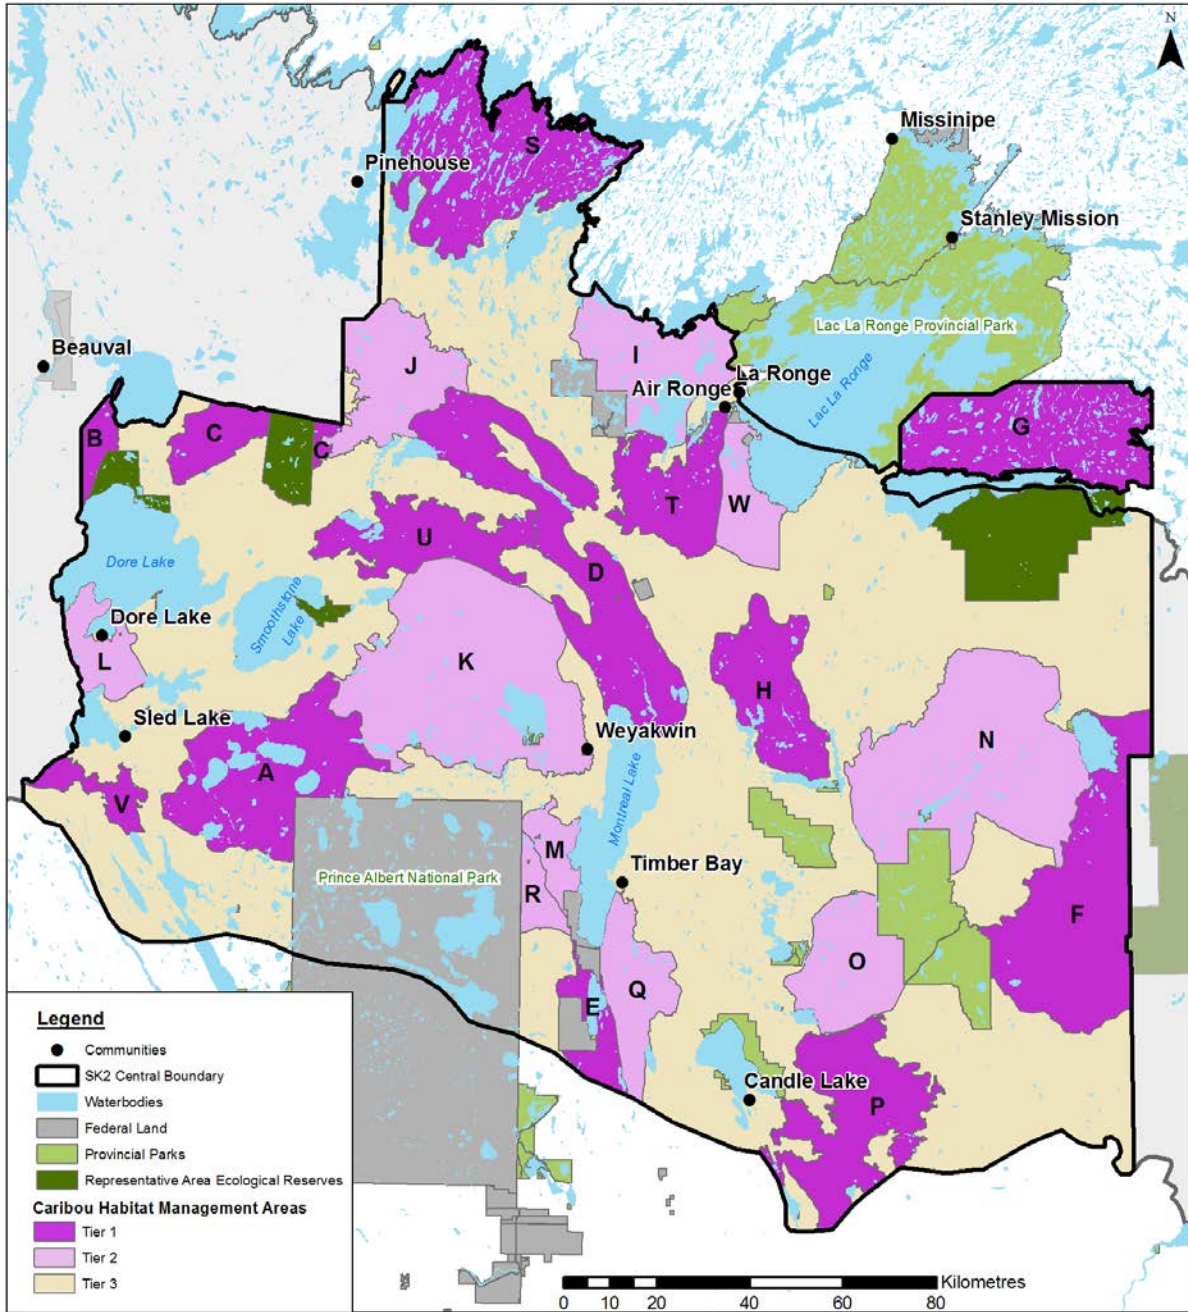 N
Missinipe
S
Pinehouse
Stanley Mission
Lac La Ronge Provincial Park
Beauval
J
I
La Ronge
Air Ronge
Lac La Ronge
B
C
C
G
T
W
U
Dore Lake
D
Smoothstone
Lake
Dore Lake
L
K
H
Sled Lake
Weyakwin
N
A
V
Montreal Lake
M
Timber Bay
Prince Albert National Park
R
F
O
E
Q
Candle Lake
P
Legend
Communities
SK2 Central Boundary
Waterbodies
Federal Land
Provincial Parks
Representative Area Ecological Reserves
Caribou Habitat Management Areas
Tier 1
Tier 2
Tier 3
Kilometres
0 10 20 40 60 80